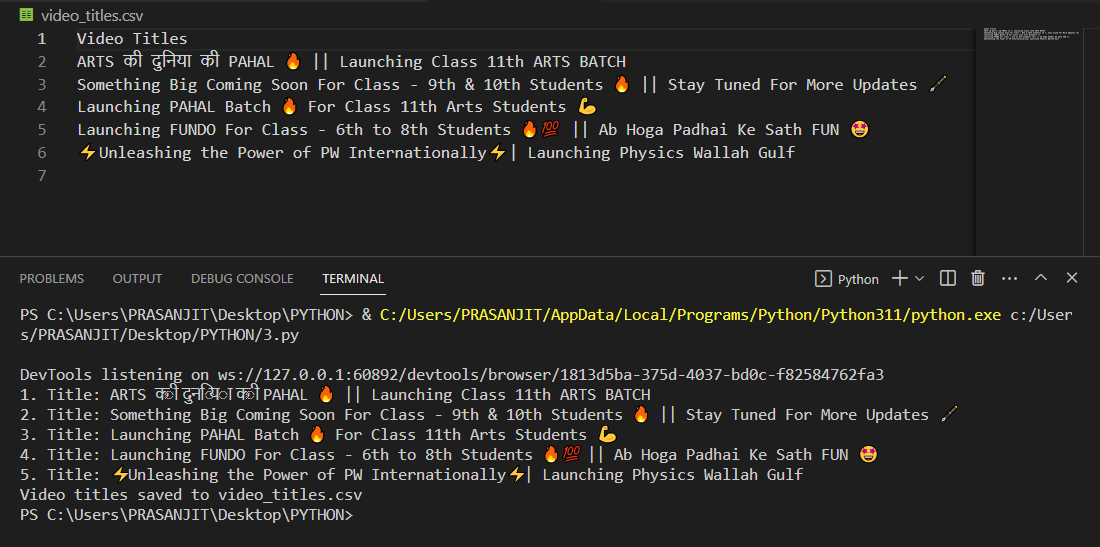 video_titles.csv
1 Video Titles
2 ARTS की दुनिया की PAHAL 🔥 || Launching Class 11th ARTS BATCH
3 Something Big Coming Soon For Class - 9th & 10th Students 🔥 || Stay Tuned For More Updates 🪄
4 Launching PAHAL Batch 🔥 For Class 11th Arts Students 💪
5 Launching FUNDO For Class - 6th to 8th Students 🔥💯 || Ab Hoga Padhai Ke Sath FUN 🤩
6 ⚡Unleashing the Power of PW Internationally⚡| Launching Physics Wallah Gulf
7
PROBLEMS OUTPUT DEBUG CONSOLE TERMINAL Python
PS C:\Users\PRASANJIT\Desktop\PYTHON> & C:/Users/PRASANJIT/AppData/Local/Programs/Python/Python311/python.exe c:/User
s/PRASANJIT/Desktop/PYTHON/3.py
DevTools listening on ws://127.0.0.1:60892/devtools/browser/1813d5ba-375d-4037-bd0c-f82584762fa3
1. Title: ARTS की दुनिया की PAHAL 🔥 || Launching Class 11th ARTS BATCH
2. Title: Something Big Coming Soon For Class - 9th & 10th Students 🔥 || Stay Tuned For More Updates 🪄
3. Title: Launching PAHAL Batch 🔥 For Class 11th Arts Students 💪
4. Title: Launching FUNDO For Class - 6th to 8th Students 🔥💯 || Ab Hoga Padhai Ke Sath FUN 🤩
5. Title: ⚡Unleashing the Power of PW Internationally⚡| Launching Physics Wallah Gulf
Video titles saved to video_titles.csv
PS C:\Users\PRASANJIT\Desktop\PYTHON>